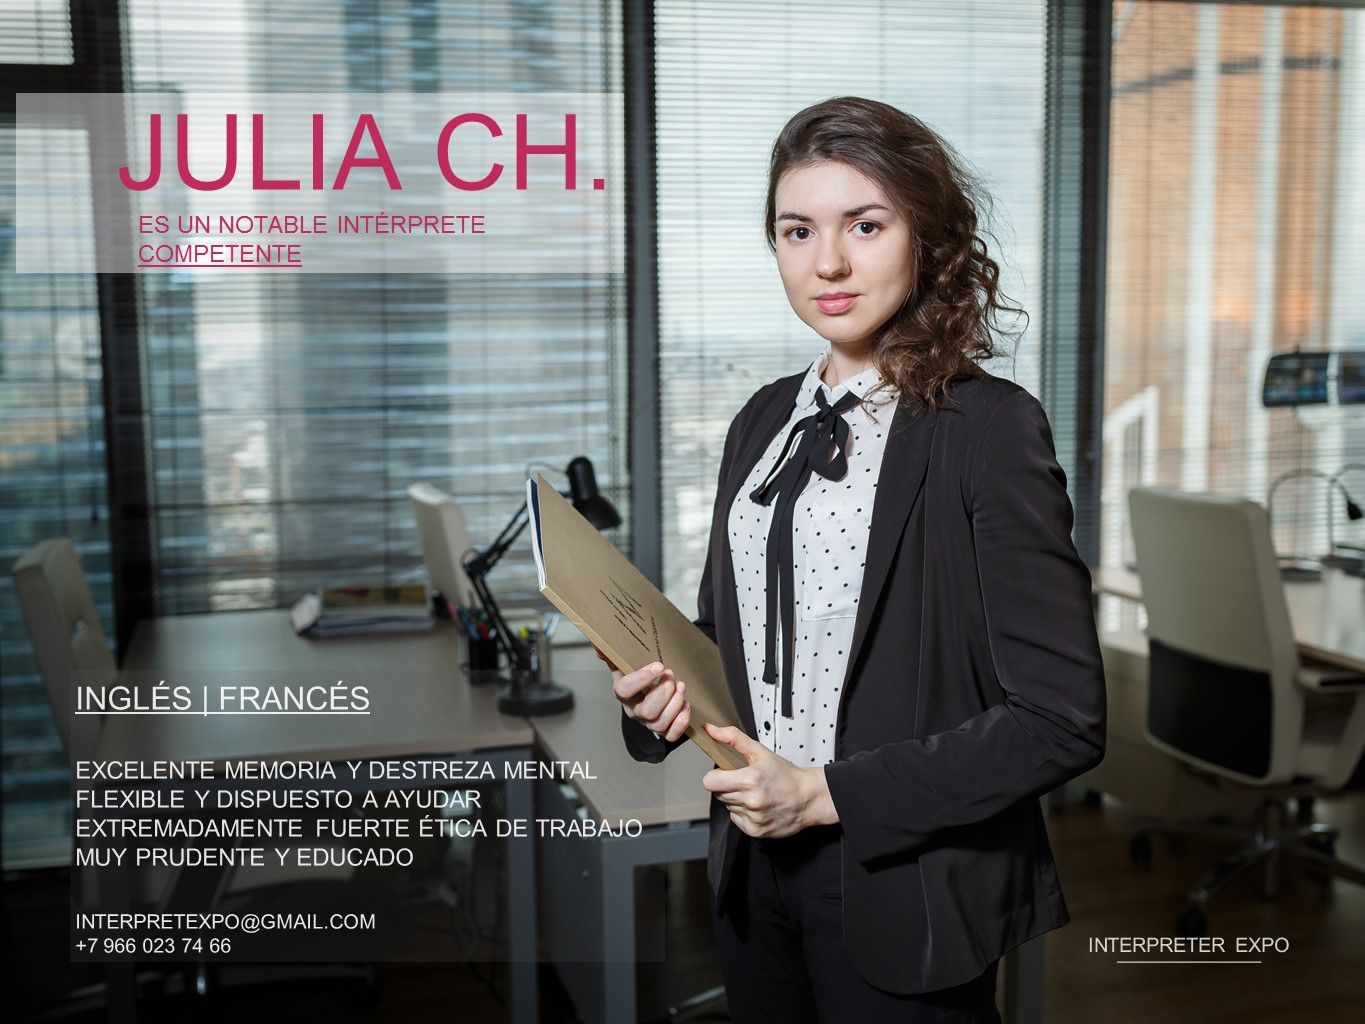 JULIA CH.
ES UN NOTABLE INTÉRPRETE
COMPETENTE
INGLÉS | FRANCÉS
EXCELENTE MEMORIA Y DESTREZA MENTAL
FLEXIBLE Y DISPUESTO A AYUDAR
EXTREMADAMENTE FUERTE ÉTICA DE TRABAJO
MUY PRUDENTE Y EDUCADO
INTERPRETEXPO@GMAIL.COM
+7 966 023 74 66
INTERPRETER EXPO